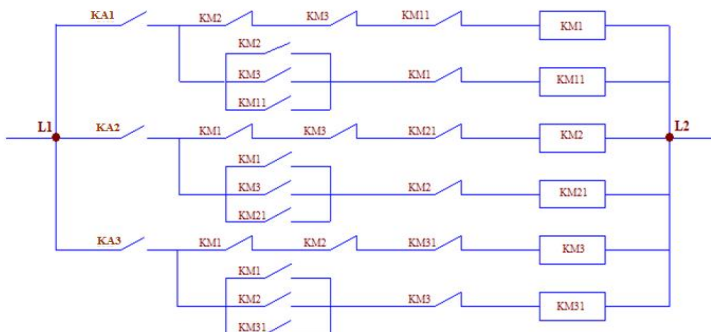 KA1 KM2 KM3 KM11 KM1
KM2
KM3 KM1 KM11
KM11
L1 KA2 KM1 KM3 KM21 KM2 L2
KM1
KM3 KM2 KM21
KM21
KA3 KM1 KM2 KM31 KM3
KM1
KM2 KM3 KM31
KM31